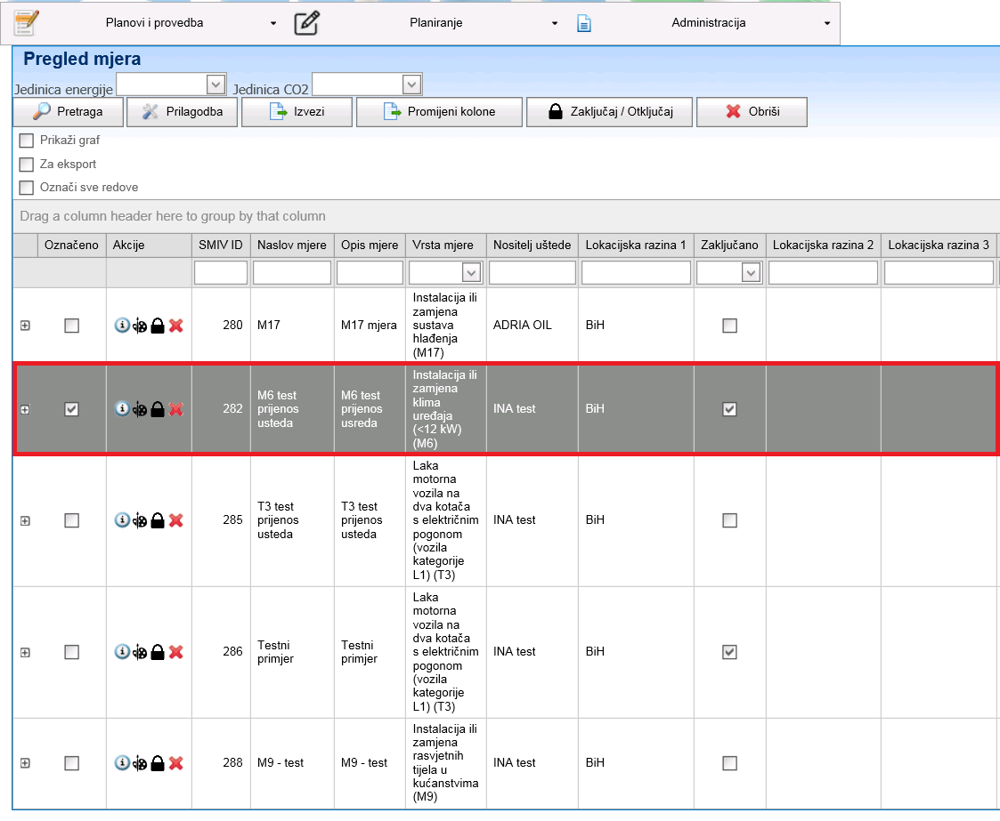 Planovi i provedba
Planiranje
Administracija
Pregled mjera
Jedinica energije
Jedinica CO2
Pretraga
Prilagodba
Izvezi
Promijeni kolone
Zaključaj / Otključaj
Obriši
Prikaži graf
Za eksport
Označi sve redove
Drag a column header here to group by that column
Označeno Akcije SMIV ID Naslov mjere Opis mjere Vrsta mjere Nositelj uštede Lokacijska razina 1 Zaključano Lokacijska razina 2 Lokacijska razina 3
280
M17
M17 mjera
Instalacija ili
zamjena
sustava
hlađenja
(M17)
ADRIA OIL
BiH
282
M6 test
prijenos
usteda
M6 test
prijenos
usreda
Instalacija ili
zamjena
klima
uređaja
(<12 kW)
(M6)
INA test
BiH
285
T3 test
prijenos
usteda
T3 test
prijenos
usteda
Laka
motorna
vozila na
dva kotača
s električnim
pogonom
(vozila
kategorije
L1) (T3)
INA test
BiH
286
Testni
primjer
Testni
primjer
Laka
motorna
vozila na
dva kotača
s električnim
pogonom
(vozila
kategorije
L1) (T3)
INA test
BiH
288
M9 - test
M9 - test
Instalacija ili
zamjena
rasvjetnih
tijela u
kućanstvima
(M9)
INA test
BiH